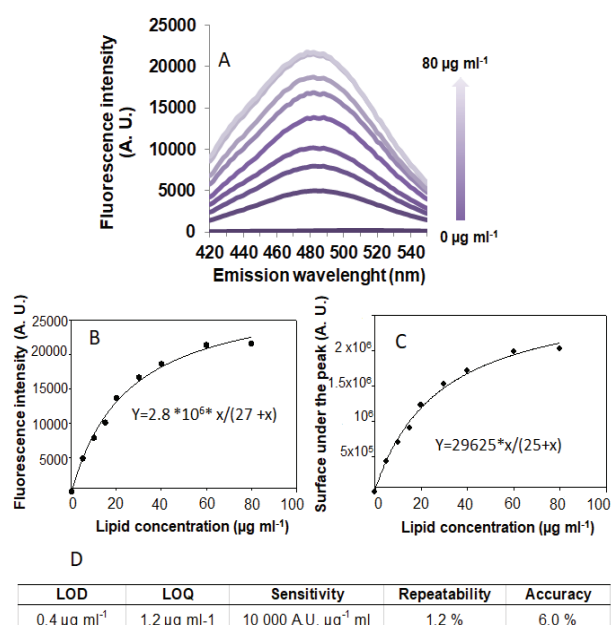 25000
20000
15000
10000
5000
0
Fluorescence intensity
(A. U.)
A
80 µg ml-1
0 µg ml-1
420 440 460 480 500 520 540
Emission wavelenght (nm)
B
25000
20000
15000
10000
5000
Fluorescence intensity (A. U.)
Y=2.8 *10⁶* x/(27 +x)
0 20 40 60 80 100
Lipid concentration (µg ml-1)
C
2x10⁶
1.5x10⁶
10⁶
5x10⁵
Surface under the peak (A. U.)
Y=29625*x/(25+x)
0 20 40 60 80 100
Lipid concentration (µg ml-1)
D
LOD LOQ Sensitivity Repeatability Accuracy
0.4 µg ml-1 1.2 µg ml-1 10 000 A.U. µg-1 ml 1.2 % 6.0 %